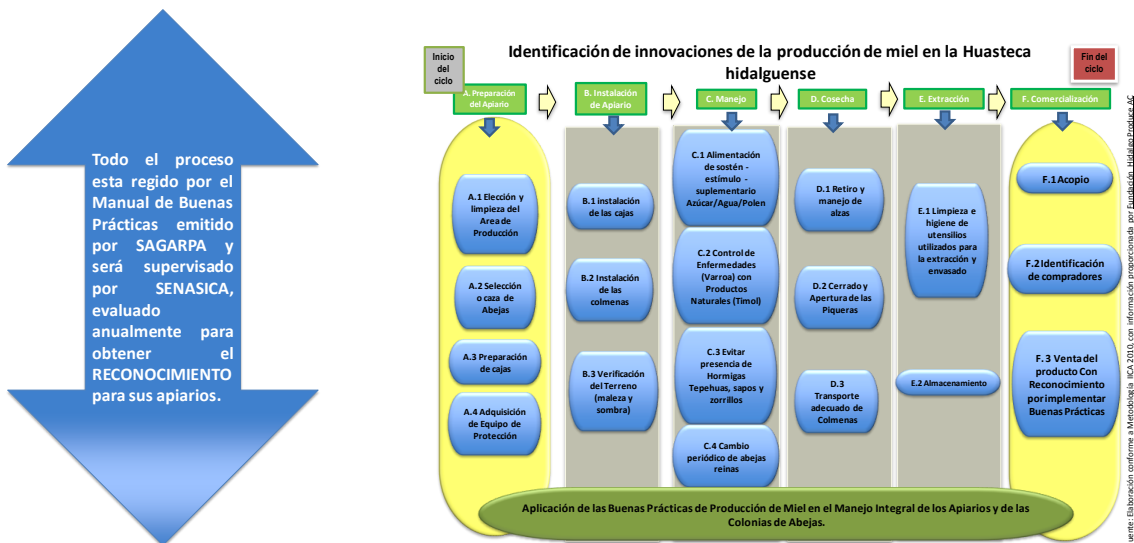 Todo el proceso
esta regido por el
Manual de Buenas
Prácticas emitido
por SAGARPA y
será supervisado
por SENASICA,
evaluado
anualmente para
obtener el
RECONOCIMIENTO
para sus apiarios.
Identificación de innovaciones de la producción de miel en la Huasteca
hidalguense
Inicio
del
ciclo
Fin del
ciclo
A. Preparación
del Apiario
B. Instalación
de Apiario
C. Manejo
D. Cosecha
E. Extracción
F. Comercialización
A.1 Elección y
limpieza del
Area de
Producción
A.2 Selección
o caza de
Abejas
A.3 Preparación
de cajas
A.4 Adquisición
de Equipo de
Protección
B.1 instalación
de las cajas
B.2 Instalación
de las
colmenas
B.3 Verificación
del Terreno
(maleza y
sombra)
C.1 Alimentación
de sostén -
estímulo -
suplementario
Azúcar/Agua/Polen
C.2 Control de
Enfermedades
(Varroa) con
Productos
Naturales (Timol)
C.3 Evitar
presencia de
Hormigas
Tepehuas, sapos y
zorrillos
C.4 Cambio
periódico de abejas
reinas
D.1 Retiro y
manejo de
alzas
D.2 Cerrado y
Apertura de las
Piqueras
D.3
Transporte
adecuado de
Colmenas
E.1 Limpieza e
higiene de
utensilios
utilizados para
la extracción y
envasado
E.2 Almacenamiento
F.1 Acopio
F.2 Identificación
de compradores
F.3 Venta del
producto Con
Reconocimiento
por implementar
Buenas Prácticas
Aplicación de las Buenas Prácticas de Producción de Miel en el Manejo Integral de los Apiarios y de las
Colonias de Abejas.
uente: Elaboración conforme a Metodología IICA 2010, con información proporcionada por Fundación Hidalgo Produce AC